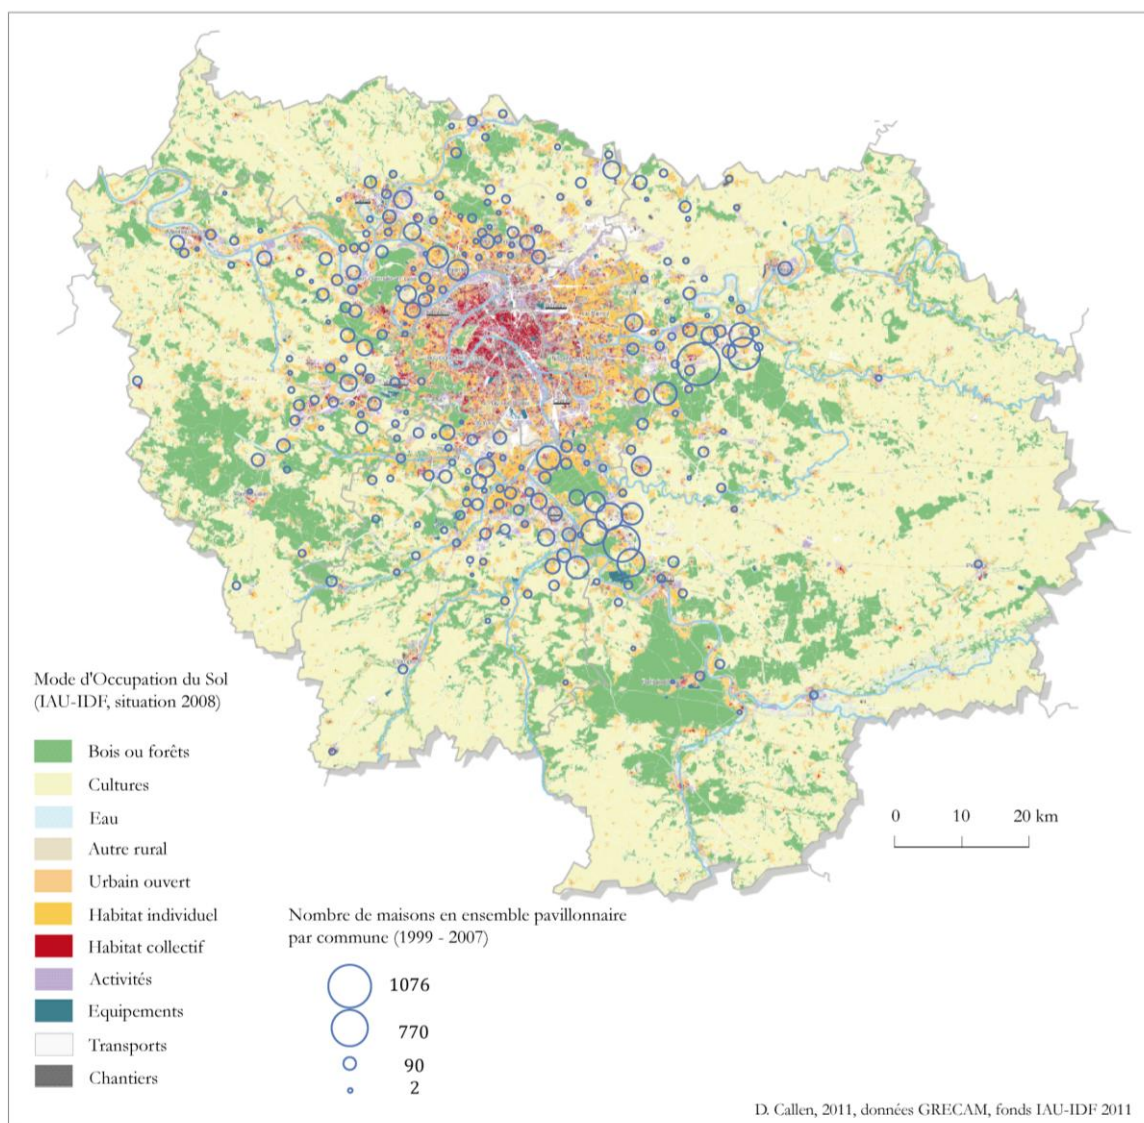 Mode d'Occupation du Sol
(IAU-IDF, situation 2008)
Bois ou forêts
Cultures
Eau
Autre rural
Urbain ouvert
Habitat individuel
Habitat collectif
Activités
Equipements
Transports
Chantiers
Nombre de maisons en ensemble pavillonnaire
par commune (1999 - 2007)
1076
770
90
2
0 10 20 km
D. Callen, 2011, données GRECAM, fonds IAU-IDF 2011